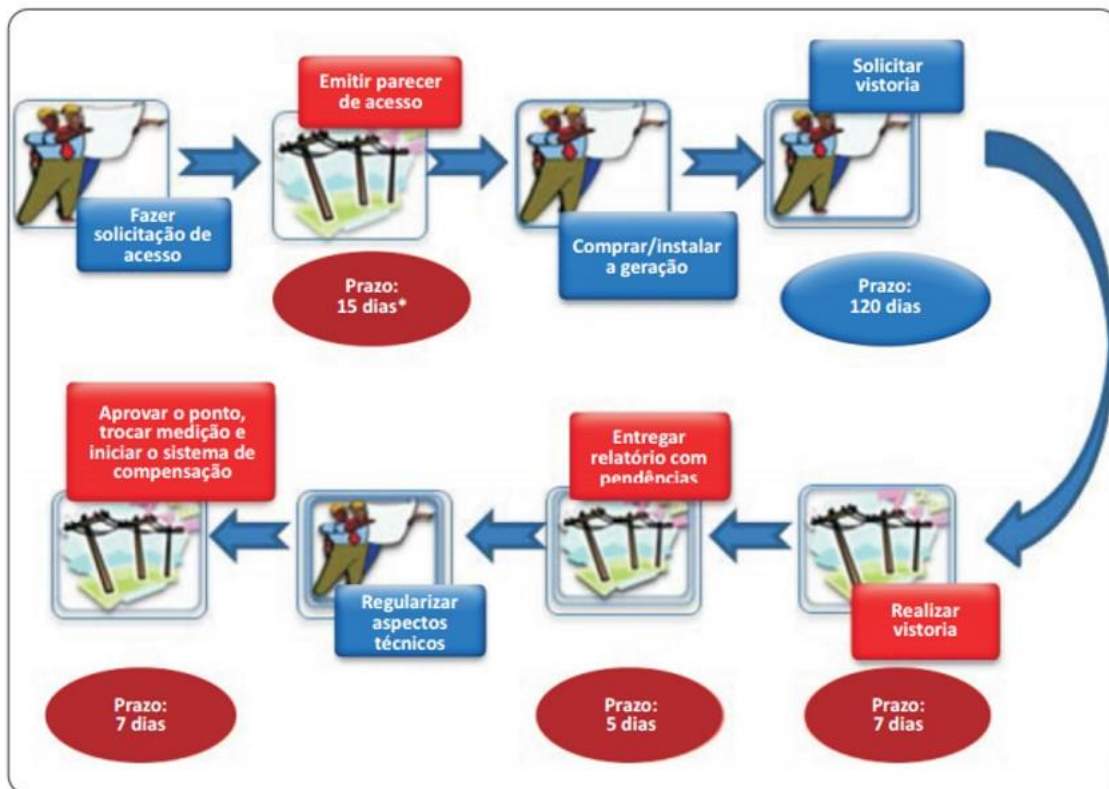 Fazer
solicitação de
acesso
Emitir parecer
de acesso
Prazo:
15 dias*
Comprar/instalar
a geração
Solicitar
vistoria
Prazo:
120 dias
Realizar
vistoria
Prazo:
7 dias
Entregar
relatório com
pendências
Prazo:
5 dias
Regularizar
aspectos
técnicos
Aprovar o ponto,
trocar medição e
iniciar o sistema de
compensação
Prazo:
7 dias